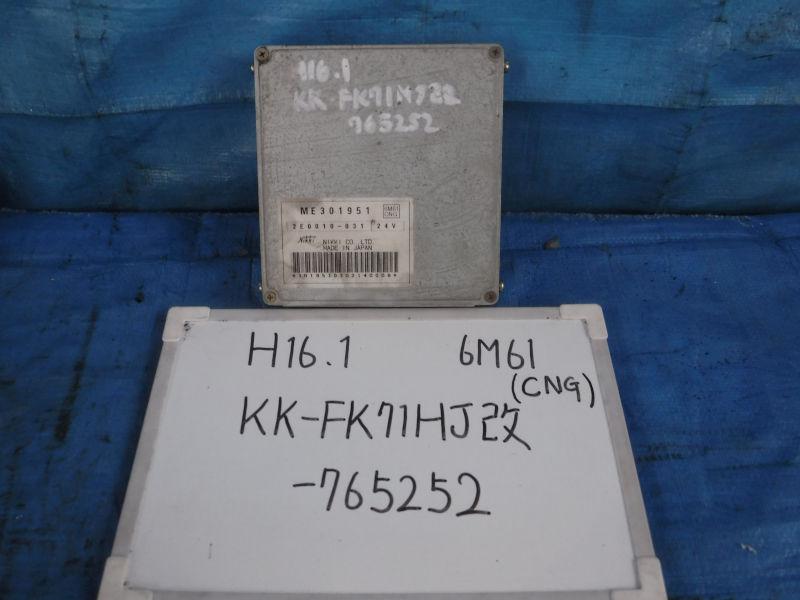 H16.1
KK-FK71HJ改
765252
ME301951
6M61
CNG
2E0010-031 24V
Nikki NIKKI CO.,LTD.
MADE IN JAPAN
H16.1 6M61
(CNG)
KK-FK71HJ改
-765252